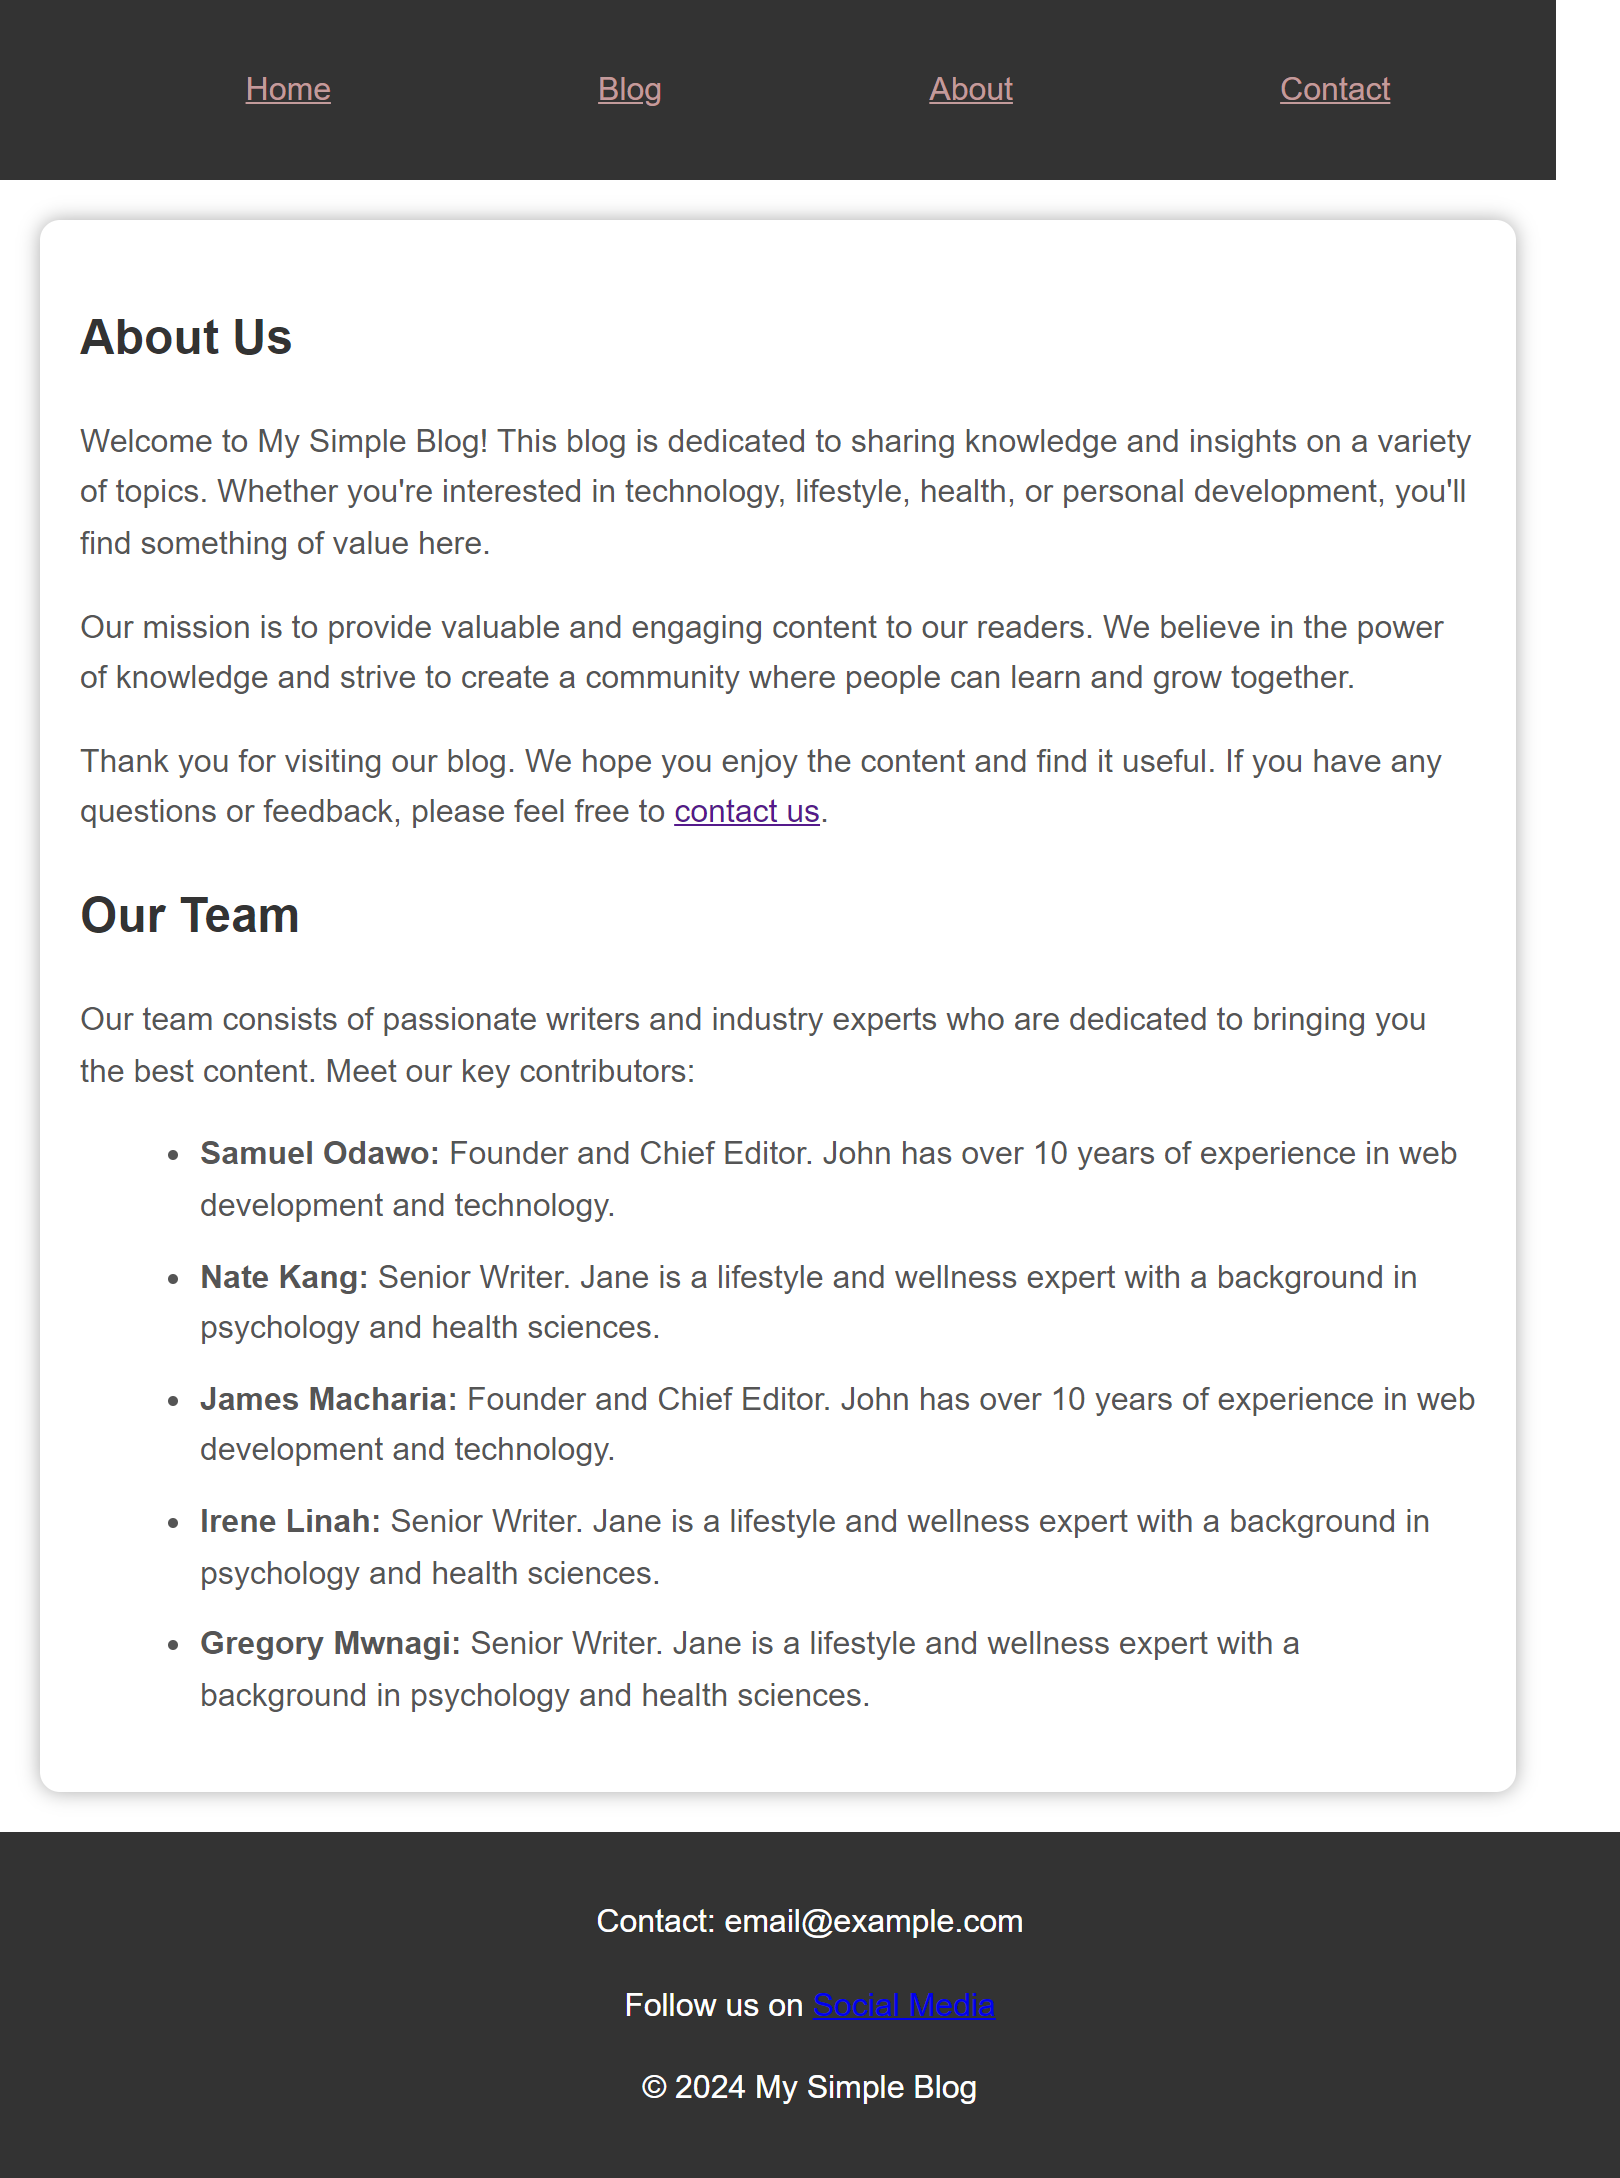 Home Blog About Contact
About Us
Welcome to My Simple Blog! This blog is dedicated to sharing knowledge and insights on a variety
of topics. Whether you're interested in technology, lifestyle, health, or personal development, you'll
find something of value here.
Our mission is to provide valuable and engaging content to our readers. We believe in the power
of knowledge and strive to create a community where people can learn and grow together.
Thank you for visiting our blog. We hope you enjoy the content and find it useful. If you have any
questions or feedback, please feel free to contact us.
Our Team
Our team consists of passionate writers and industry experts who are dedicated to bringing you
the best content. Meet our key contributors:
• Samuel Odawo: Founder and Chief Editor. John has over 10 years of experience in web
development and technology.
• Nate Kang: Senior Writer. Jane is a lifestyle and wellness expert with a background in
psychology and health sciences.
• James Macharia: Founder and Chief Editor. John has over 10 years of experience in web
development and technology.
• Irene Linah: Senior Writer. Jane is a lifestyle and wellness expert with a background in
psychology and health sciences.
• Gregory Mwnagi: Senior Writer. Jane is a lifestyle and wellness expert with a
background in psychology and health sciences.
Contact: email@example.com
Follow us on Social Media
© 2024 My Simple Blog